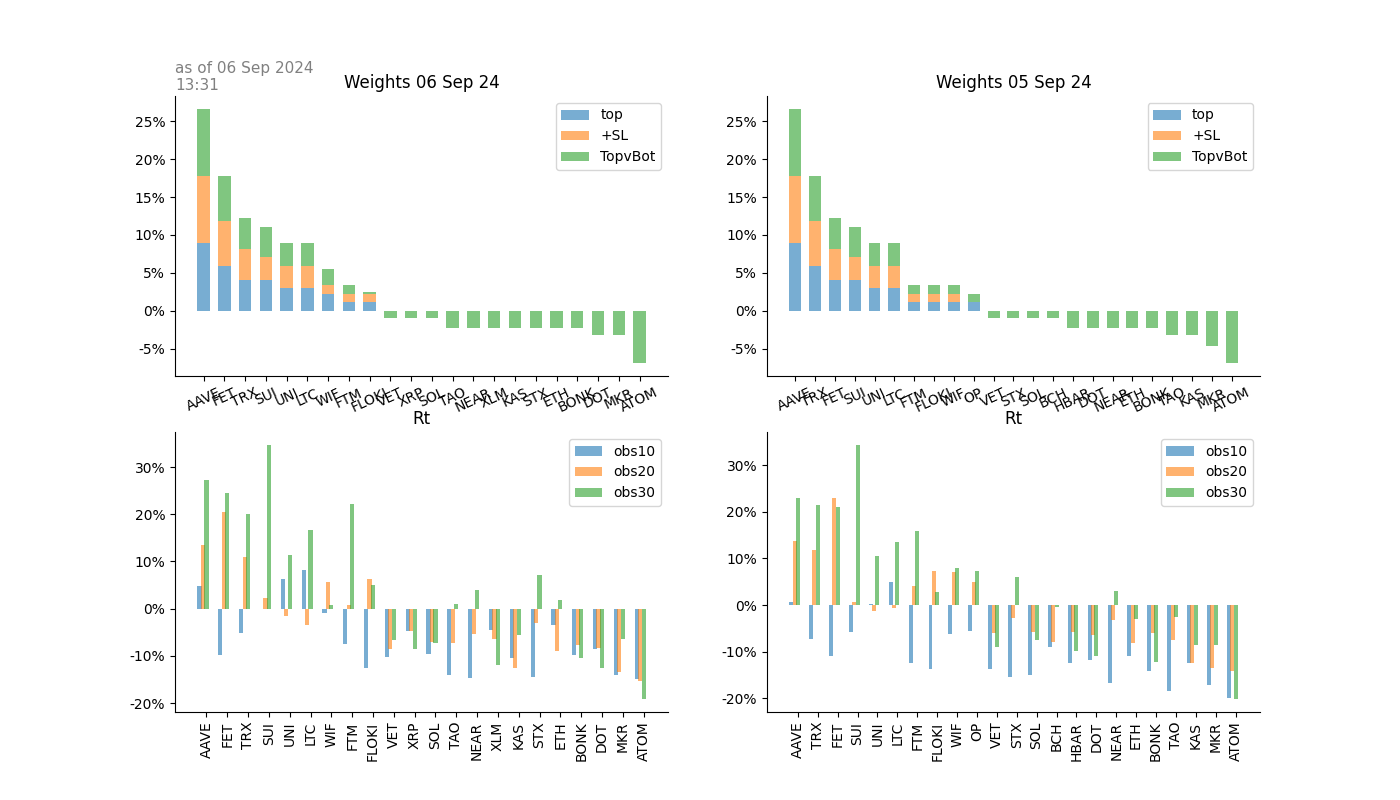 as of 06 Sep 2024
13:31
Weights 06 Sep 24
25%
20%
15%
10%
5%
0%
-5%
top
+SL
TopvBot
AAVE FET TRX SUI UNI LTC WIF FTM FLOKI VET XRP SOL TAO NEAR XLM KAS STX ETH BONK DOT MKR ATOM
Weights 05 Sep 24
25%
20%
15%
10%
5%
0%
-5%
top
+SL
TopvBot
AAVE TRX FET SUI UNI LTC FTM FLOKI WIF OP VET STX SOL BCH HBAR DOT NEAR ETH BONK TAO KAS MKR ATOM
Rt
30%
20%
10%
0%
-10%
-20%
obs10
obs20
obs30
AAVE FET TRX SUI UNI LTC WIF FTM FLOKI VET XRP SOL TAO NEAR XLM KAS STX ETH BONK DOT MKR ATOM
Rt
30%
20%
10%
0%
-10%
-20%
obs10
obs20
obs30
AAVE TRX FET SUI UNI LTC FTM FLOKI WIF OP VET STX SOL BCH HBAR DOT NEAR ETH BONK TAO KAS MKR ATOM